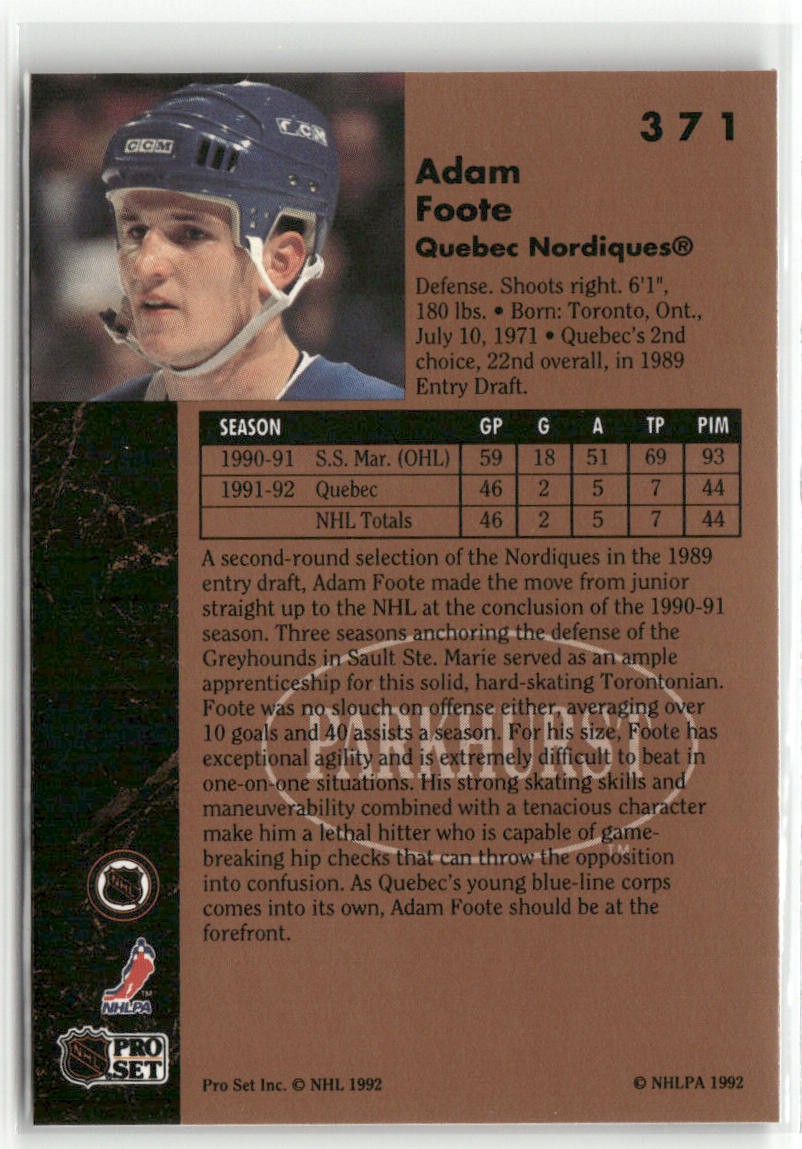 CCM
CCM
371
Adam
Foote
Quebec Nordiques®
Defense. Shoots right. 6'1",
180 lbs. • Born: Toronto, Ont.,
July 10, 1971 • Quebec's 2nd
choice, 22nd overall, in 1989
Entry Draft.
SEASON GP G A TP PIM
1990-91 S.S. Mar. (OHL) 59 18 51 69 93
1991-92 Quebec 46 2 5 7 44
NHL Totals 46 2 5 7 44
A second-round selection of the Nordiques in the 1989
entry draft, Adam Foote made the move from junior
straight up to the NHL at the conclusion of the 1990-91
season. Three seasons anchoring the defense of the
Greyhounds in Sault Ste. Marie served as an ample
apprenticeship for this solid, hard-skating Torontonian.
Foote was no slouch on offense either, averaging over
10 goals and 40 assists a season. For his size, Foote has
exceptional agility and is extremely difficult to beat in
one-on-one situations. His strong skating skills and
maneuverability combined with a tenacious character
make him a lethal hitter who is capable of game-
breaking hip checks that can throw the opposition
into confusion. As Quebec's young blue-line corps
comes into its own, Adam Foote should be at the
forefront.
PARKHURST
TM
NHL
TM
NHLPA
NHL PRO
SET
Pro Set Inc. © NHL 1992 © NHLPA 1992